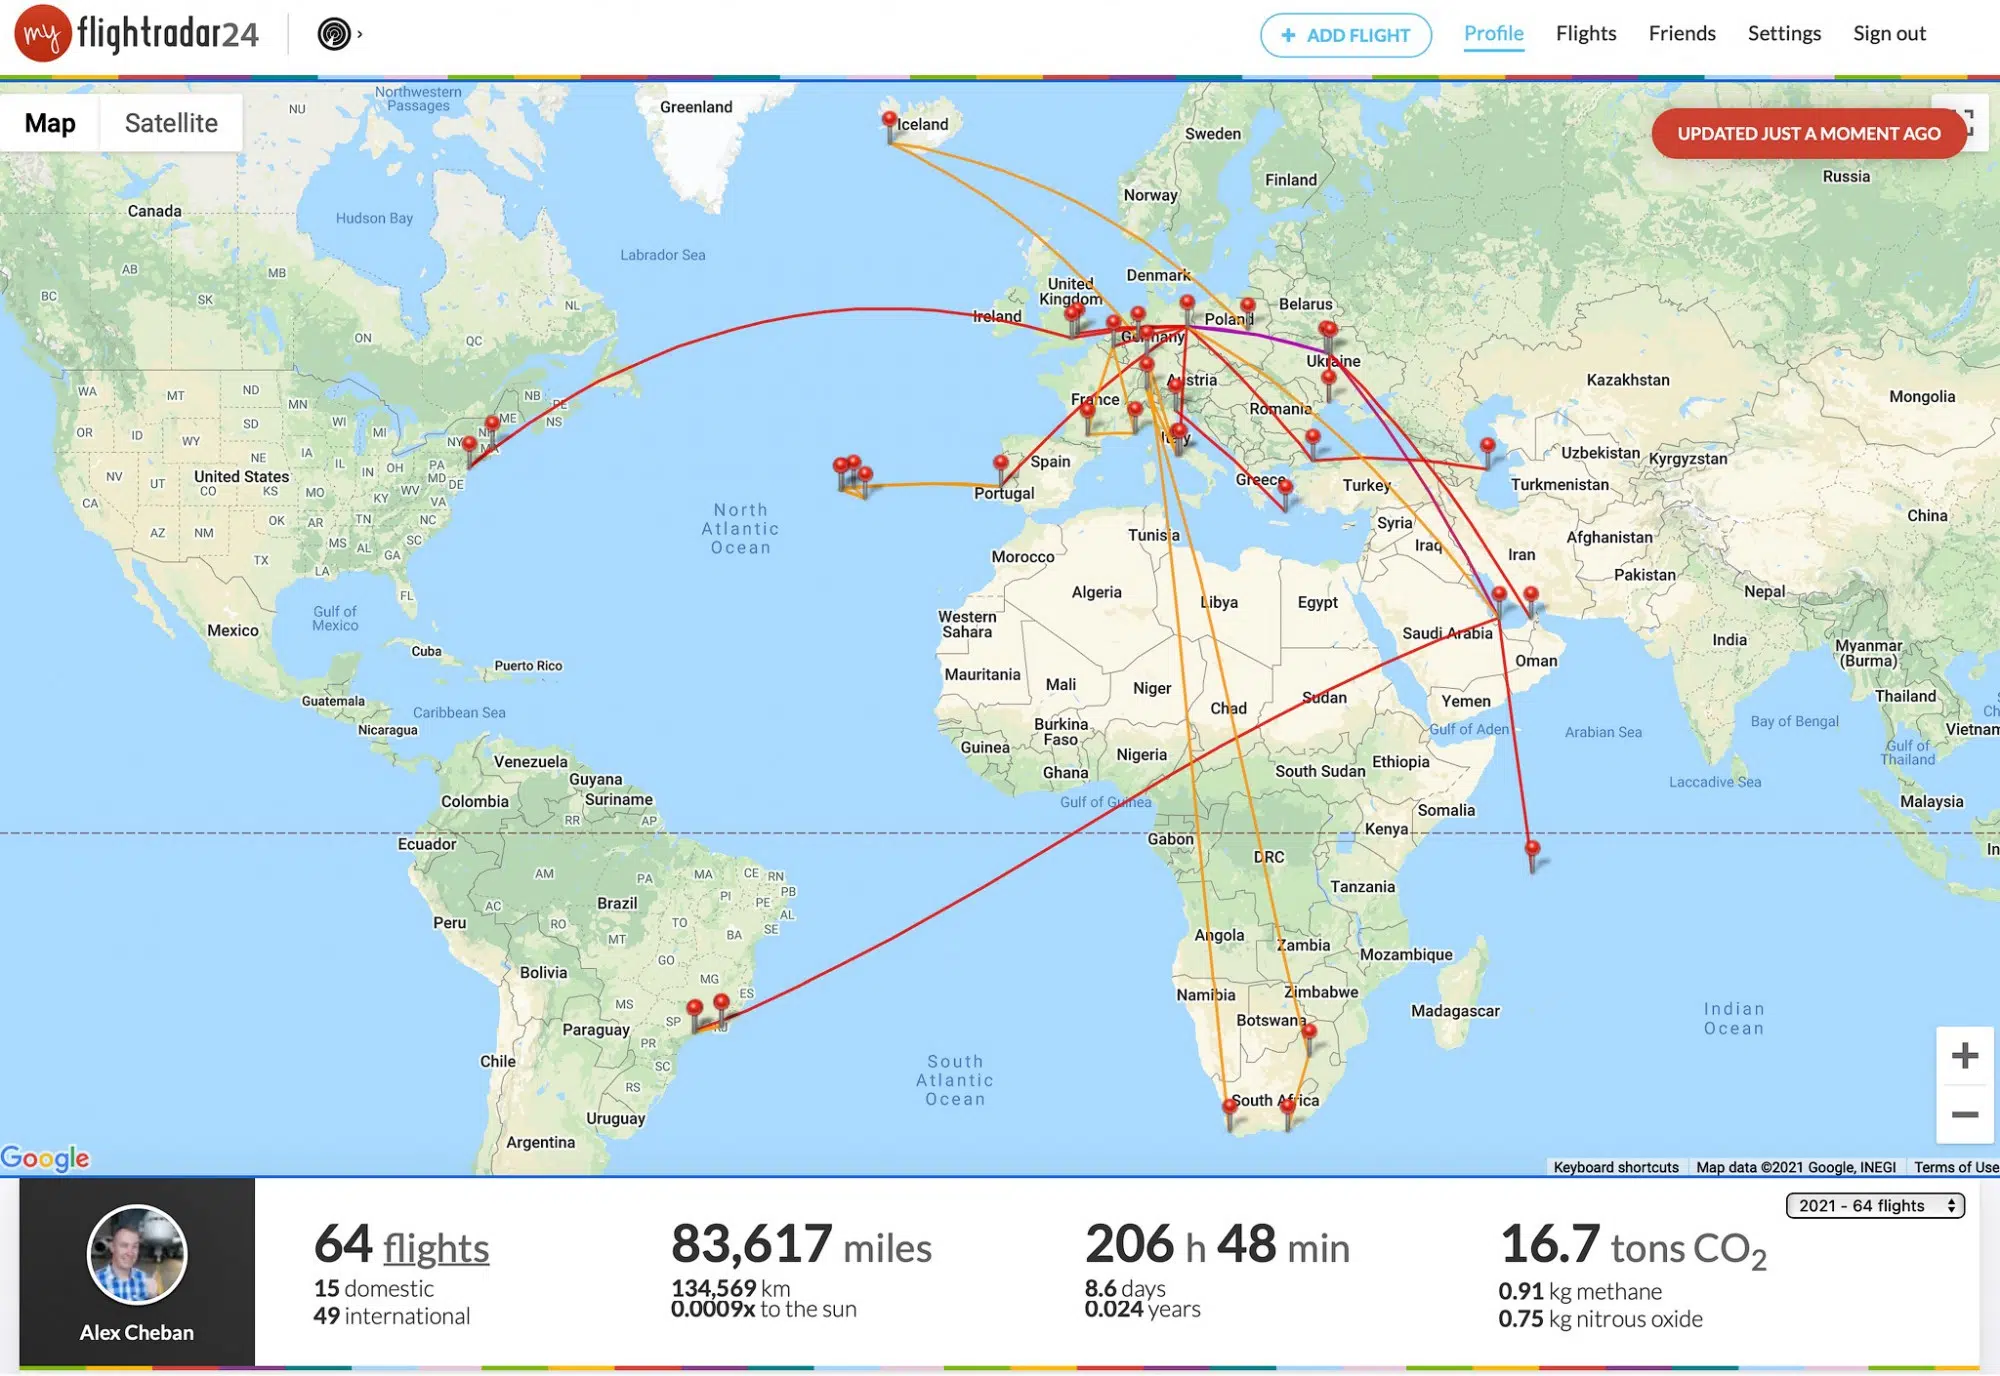 my flightradar24
+ ADD FLIGHT
Profile
Flights
Friends
Settings
Sign out
Map
Satellite
UPDATED JUST A MOMENT AGO
Northwestern
Passages
NU
Greenland
Iceland
Sweden
Norway
Finland
Russia
Canada
Hudson Bay
Labrador Sea
AB
MB
SK
BC
NL
ON
QC
Denmark
United
Kingdom
Ireland
Belarus
Poland
Germany
Ukraine
Austria
France
Romania
Italy
Kazakhstan
Mongolia
WA
MT
ND
MN
NB
PE
ME
NS
OR
ID
WY
SD
WI
MI
NY
NH
MA
NE
IA
IL
IN
OH
PA
MD
DE
NV
UT
United States
CO
KS
MO
KY
WV
VA
CA
AZ
NM
OK
AR
TN
NC
SC
MS
AL
GA
TX
LA
FL
Spain
Portugal
Greece
Turkey
Uzbekistan
Kyrgyzstan
Turkmenistan
China
North
Atlantic
Ocean
Tunisia
Syria
Iraq
Iran
Afghanistan
Pakistan
Nepal
Morocco
Algeria
Libya
Egypt
Western
Sahara
Saudi Arabia
Oman
India
Myanmar
(Burma)
Gulf of
Mexico
Mexico
Cuba
Puerto Rico
Guatemala
Caribbean Sea
Nicaragua
Mauritania
Mali
Niger
Chad
Sudan
Yemen
Gulf of Aden
Arabian Sea
Bay of Bengal
Thailand
Vietnam
Gulf of
Thailand
Burkina
Faso
Guinea
Nigeria
Ghana
South Sudan
Ethiopia
Laccadive Sea
Gulf of Guinea
Somalia
Malaysia
Venezuela
Guyana
Colombia
Suriname
RR
AP
Ecuador
Gabon
Kenya
DRC
Tanzania
AM
PA
MA
CE
RN
PB
PI
PE
AL
SE
AC
Brazil
Peru
RO
TO
MT
BA
GO
Bolivia
MG
ES
MS
SP
RJ
Paraguay
PR
SC
RS
Chile
Uruguay
Argentina
Angola
Zambia
Mozambique
Namibia
Zimbabwe
Botswana
Madagascar
South Africa
Indian
Ocean
South
Atlantic
Ocean
Google
Keyboard shortcuts
Map data ©2021 Google, INEGI
Terms of Use
2021 - 64 flights
64 flights
15 domestic
49 international
83,617 miles
134,569 km
0.0009x to the sun
206 h 48 min
8.6 days
0.024 years
16.7 tons CO2
0.91 kg methane
0.75 kg nitrous oxide
Alex Cheban